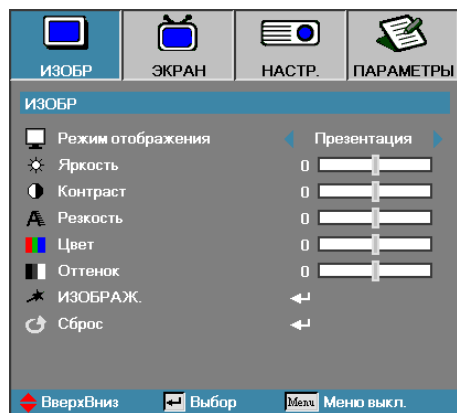 ИЗОБР ЭКРАН НАСТР. ПАРАМЕТРЫ
ИЗОБР
Режим отображения Презентация
Яркость 0
Контраст 0
Резкость 0
Цвет 0
Оттенок 0
ИЗОБРАЖ.
Сброс
ВверхВниз Выбор Menu Меню выкл.